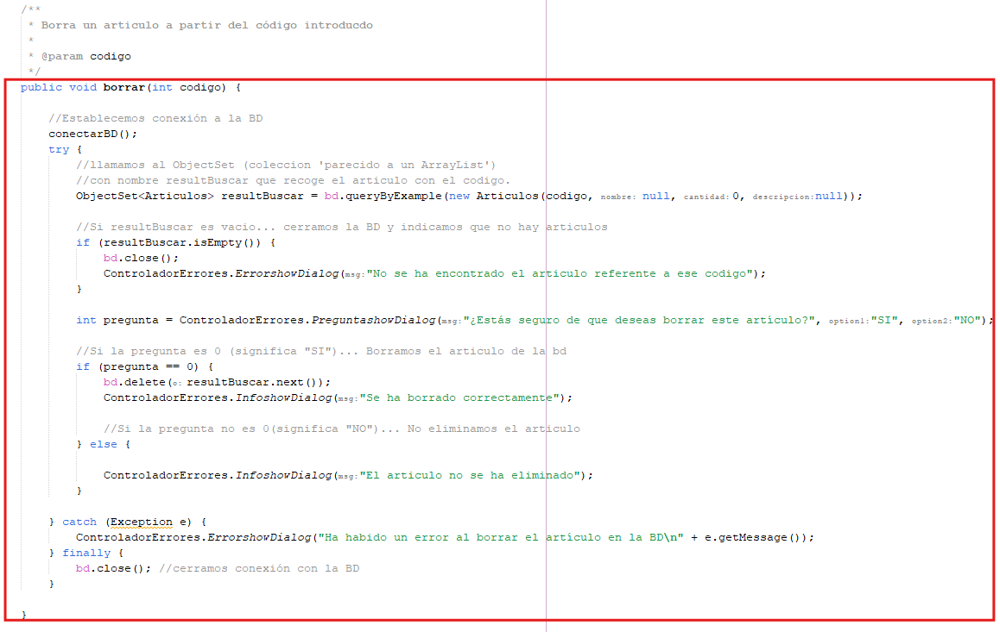 /**
 * Borra un articulo a partir del código introducdo
 *
 * @param codigo
 */
public void borrar(int codigo) {
//Establecemos conexión a la BD
conectarBD();
try {
//llamamos al ObjectSet (coleccion 'parecido a un ArrayList')
//con nombre resultBuscar que recoge el articulo con el codigo.
ObjectSet<Articulos> resultBuscar = bd.queryByExample(new Articulos(codigo, nombre: null, cantidad: 0, descripcion: null));
//Si resultBuscar es vacio... cerramos la BD y indicamos que no hay articulos
if (resultBuscar.isEmpty()) {
bd.close();
ControladorErrores.ErrorshowDialog(msg: "No se ha encontrado el articulo referente a ese codigo");
}
int pregunta = ControladorErrores.PreguntashowDialog(msg: "¿Estás seguro de que deseas borrar este artículo?", option1: "SI", option2: "NO");
//Si la pregunta es 0 (significa "SI")... Borramos el articulo de la bd
if (pregunta == 0) {
bd.delete(o: resultBuscar.next());
ControladorErrores.InfoshowDialog(msg: "Se ha borrado correctamente");
//Si la pregunta no es 0(significa "NO")... No eliminamos el articulo
} else {
ControladorErrores.InfoshowDialog(msg: "El articulo no se ha eliminado");
}
} catch (Exception e) {
ControladorErrores.ErrorshowDialog("Ha habido un error al borrar el artículo en la BD\n" + e.getMessage());
} finally {
bd.close(); //cerramos conexión con la BD
}
}